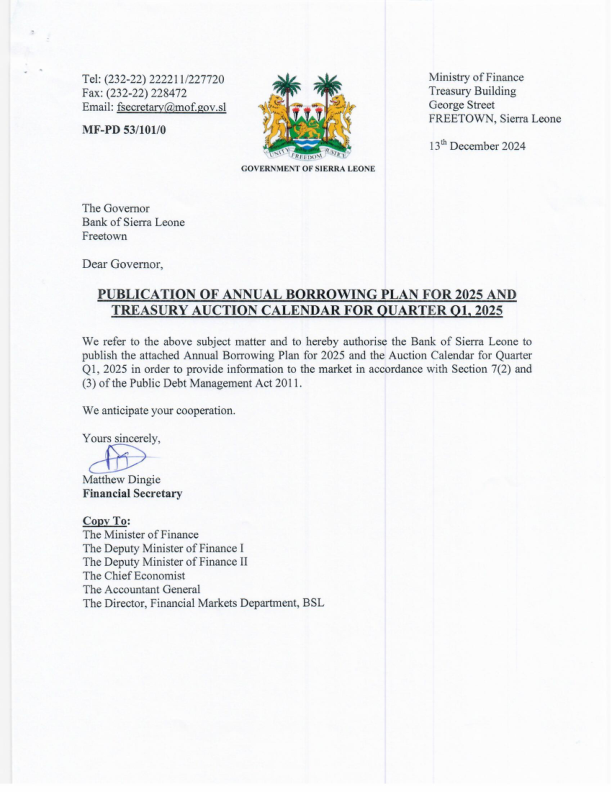 Tel: (232-22) 222211/227720
Fax: (232-22) 228472
Email: fsecretary@mof.gov.sl
MF-PD 53/101/0
UNITY FREEDOM JUSTICE
GOVERNMENT OF SIERRA LEONE
Ministry of Finance
Treasury Building
George Street
FREETOWN, Sierra Leone
13th December 2024
The Governor
Bank of Sierra Leone
Freetown
Dear Governor,
PUBLICATION OF ANNUAL BORROWING PLAN FOR 2025 AND
TREASURY AUCTION CALENDAR FOR QUARTER Q1, 2025
We refer to the above subject matter and to hereby authorise the Bank of Sierra Leone to
publish the attached Annual Borrowing Plan for 2025 and the Auction Calendar for Quarter
Q1, 2025 in order to provide information to the market in accordance with Section 7(2) and
(3) of the Public Debt Management Act 2011.
We anticipate your cooperation.
Yours sincerely,
Matthew Dingie
Financial Secretary
Copy To:
The Minister of Finance
The Deputy Minister of Finance I
The Deputy Minister of Finance II
The Chief Economist
The Accountant General
The Director, Financial Markets Department, BSL